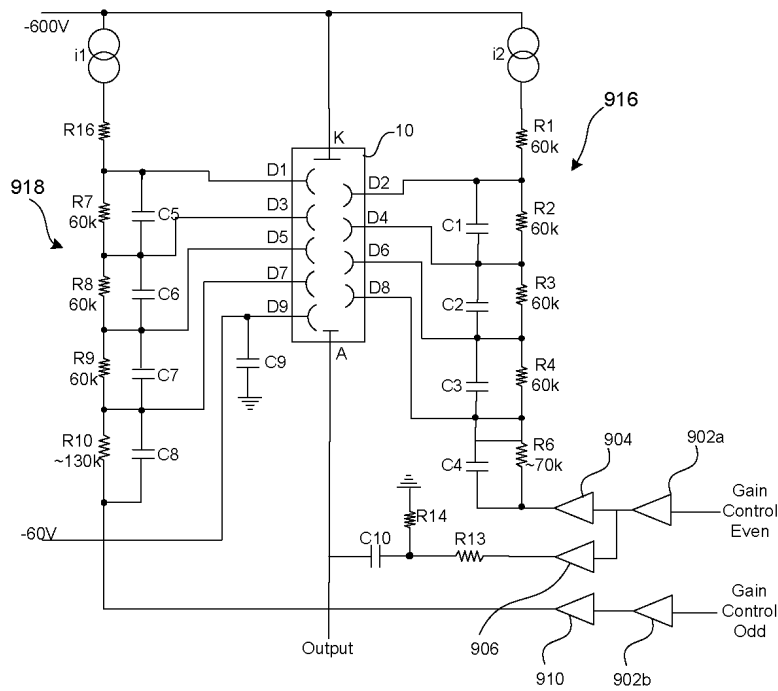 -600V
i1
i2
R16
K
10
R1
60k
916
918
D1
D2
R7
60k
C5
D3
D4
C1
R2
60k
D5
D6
R8
60k
C6
D7
D8
C2
R3
60k
D9
A
R9
60k
C7
C9
C3
R4
60k
R10
~130k
C8
C4
R6
~70k
904
902a
Gain
Control
Even
-60V
R14
C10
R13
906
Gain
Control
Odd
Output
910
902b